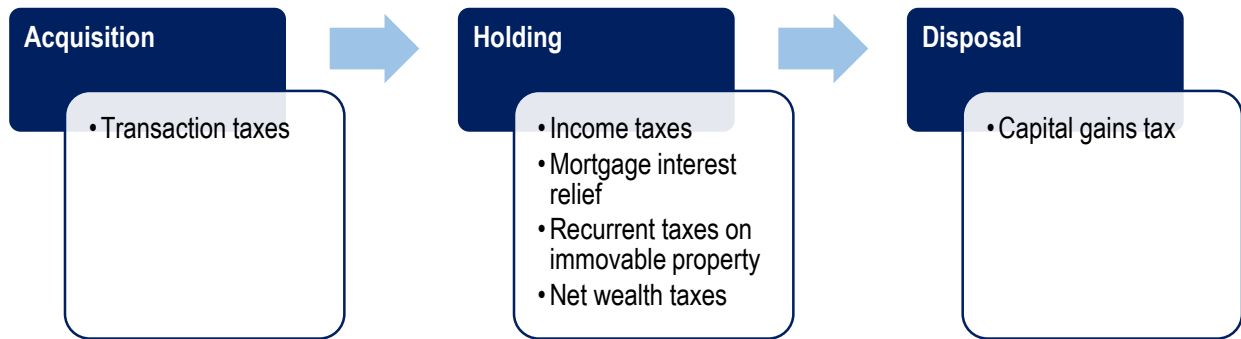 Acquisition
• Transaction taxes
Holding
• Income taxes
• Mortgage interest
relief
• Recurrent taxes on
immovable property
• Net wealth taxes
Disposal
• Capital gains tax